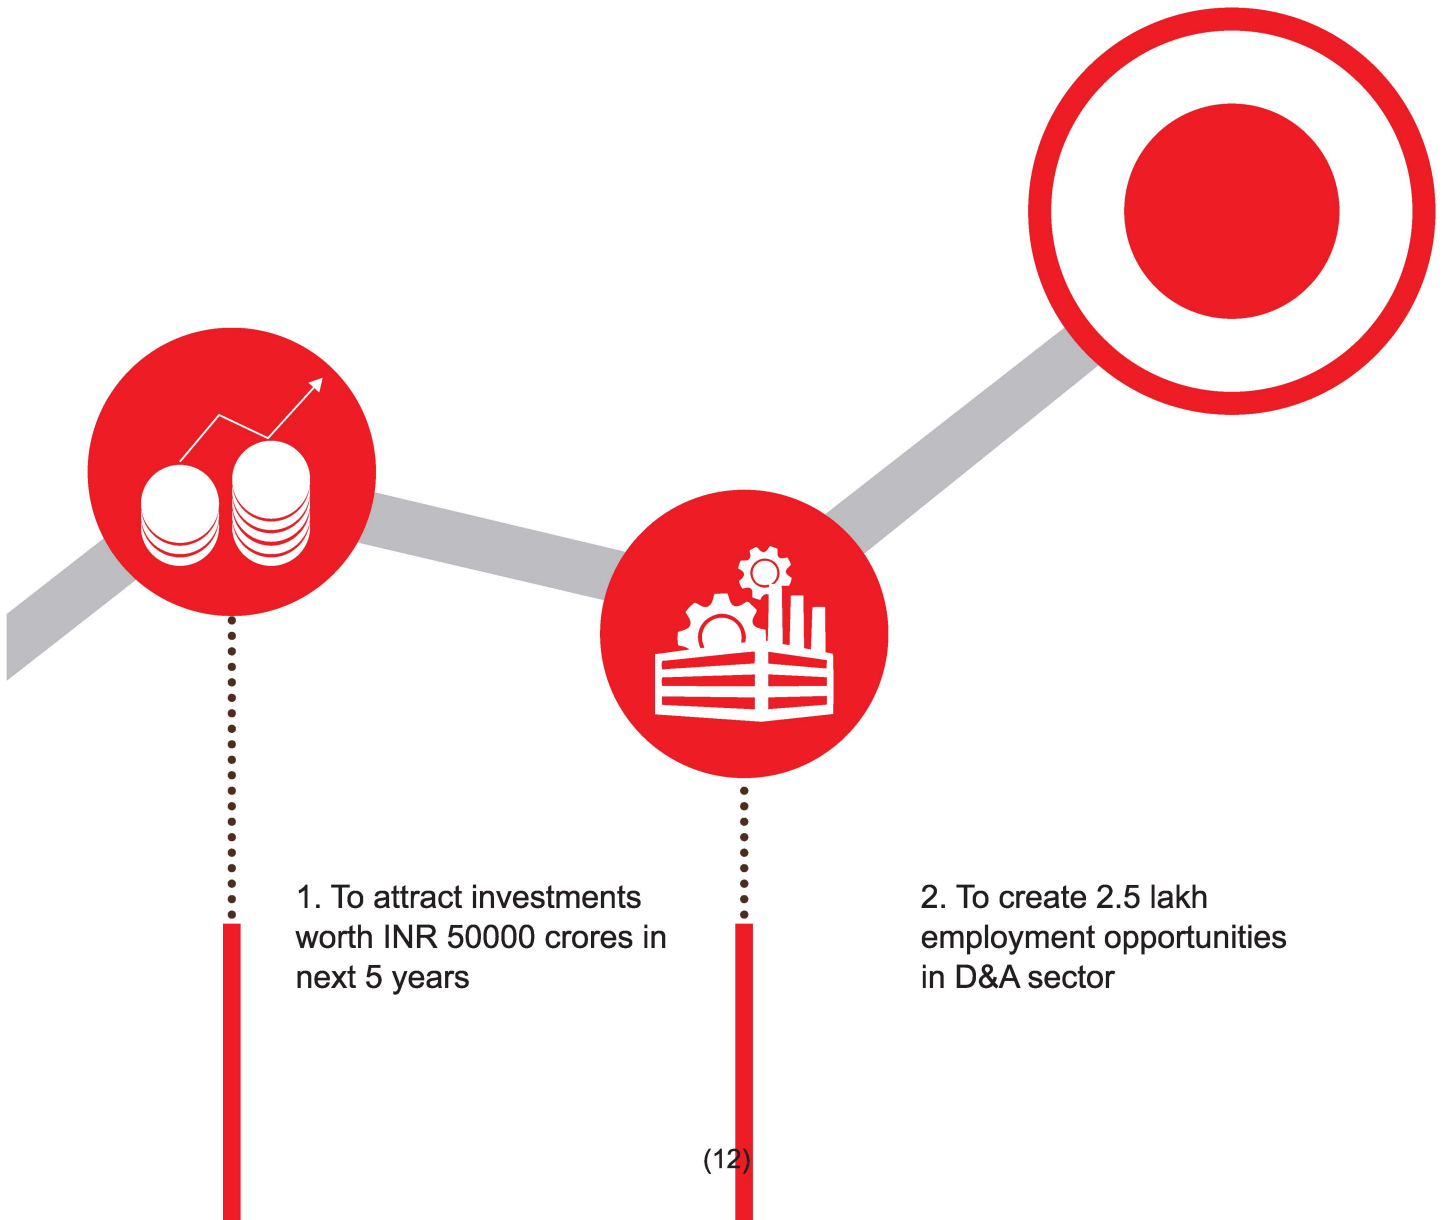 1. To attract investments
worth INR 50000 crores in
next 5 years
2. To create 2.5 lakh
employment opportunities
in D&A sector
(12)